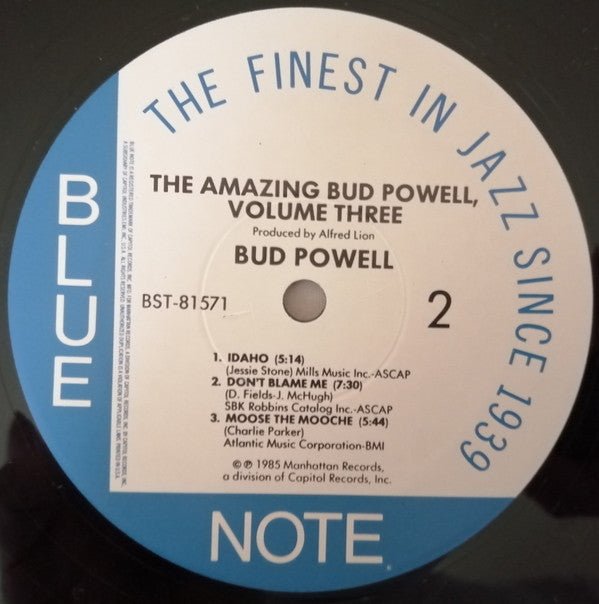 THE FINEST IN JAZZ SINCE 1939
BLUE
THE AMAZING BUD POWELL,
VOLUME THREE
Produced by Alfred Lion
BUD POWELL
BST-81571
2
1. IDAHO (5:14)
(Jessie Stone) Mills Music Inc.-ASCAP
2. DON'T BLAME ME (7:30)
(D. Fields-J. McHugh)
SBK Robbins Catalog Inc.-ASCAP
3. MOOSE THE MOOCHE (5:44)
(Charlie Parker)
Atlantic Music Corporation-BMI
© ℗ 1985 Manhattan Records,
a division of Capitol Records, Inc.
NOTE